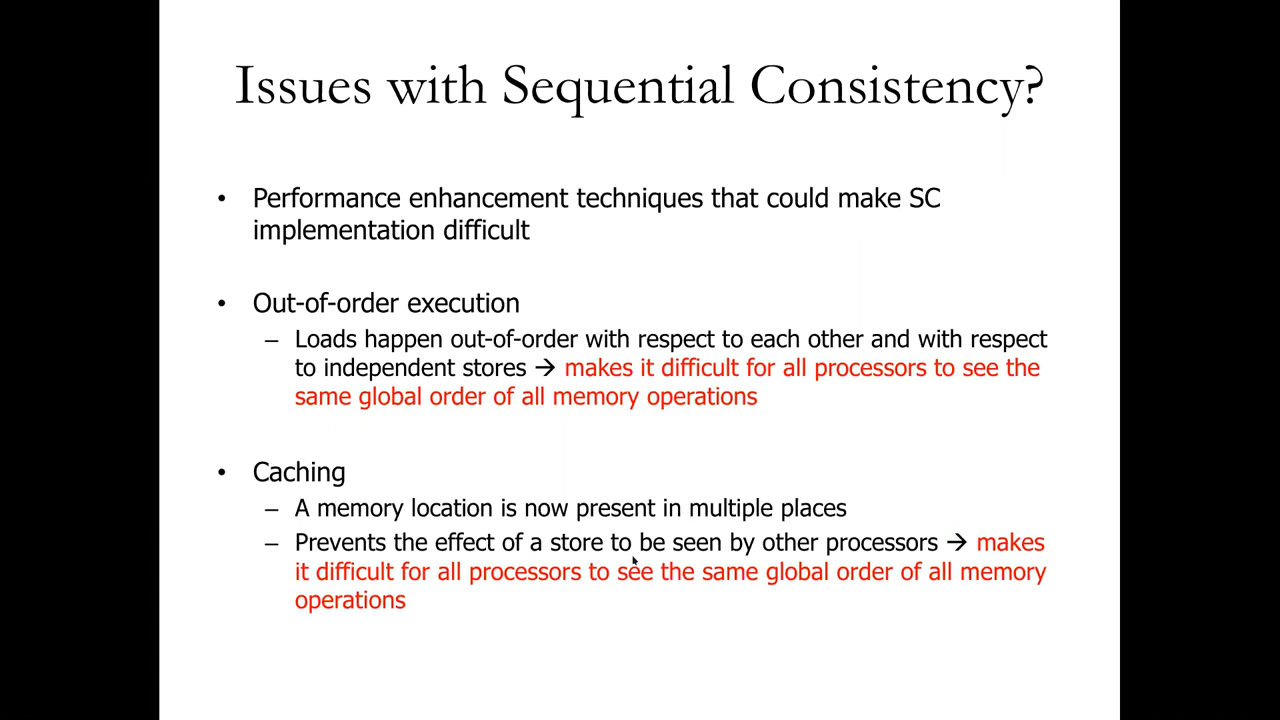 Issues with Sequential Consistency?
• Performance enhancement techniques that could make SC
implementation difficult
• Out-of-order execution
– Loads happen out-of-order with respect to each other and with respect
to independent stores → makes it difficult for all processors to see the
same global order of all memory operations
• Caching
– A memory location is now present in multiple places
– Prevents the effect of a store to be seen by other processors → makes
it difficult for all processors to see the same global order of all memory
operations